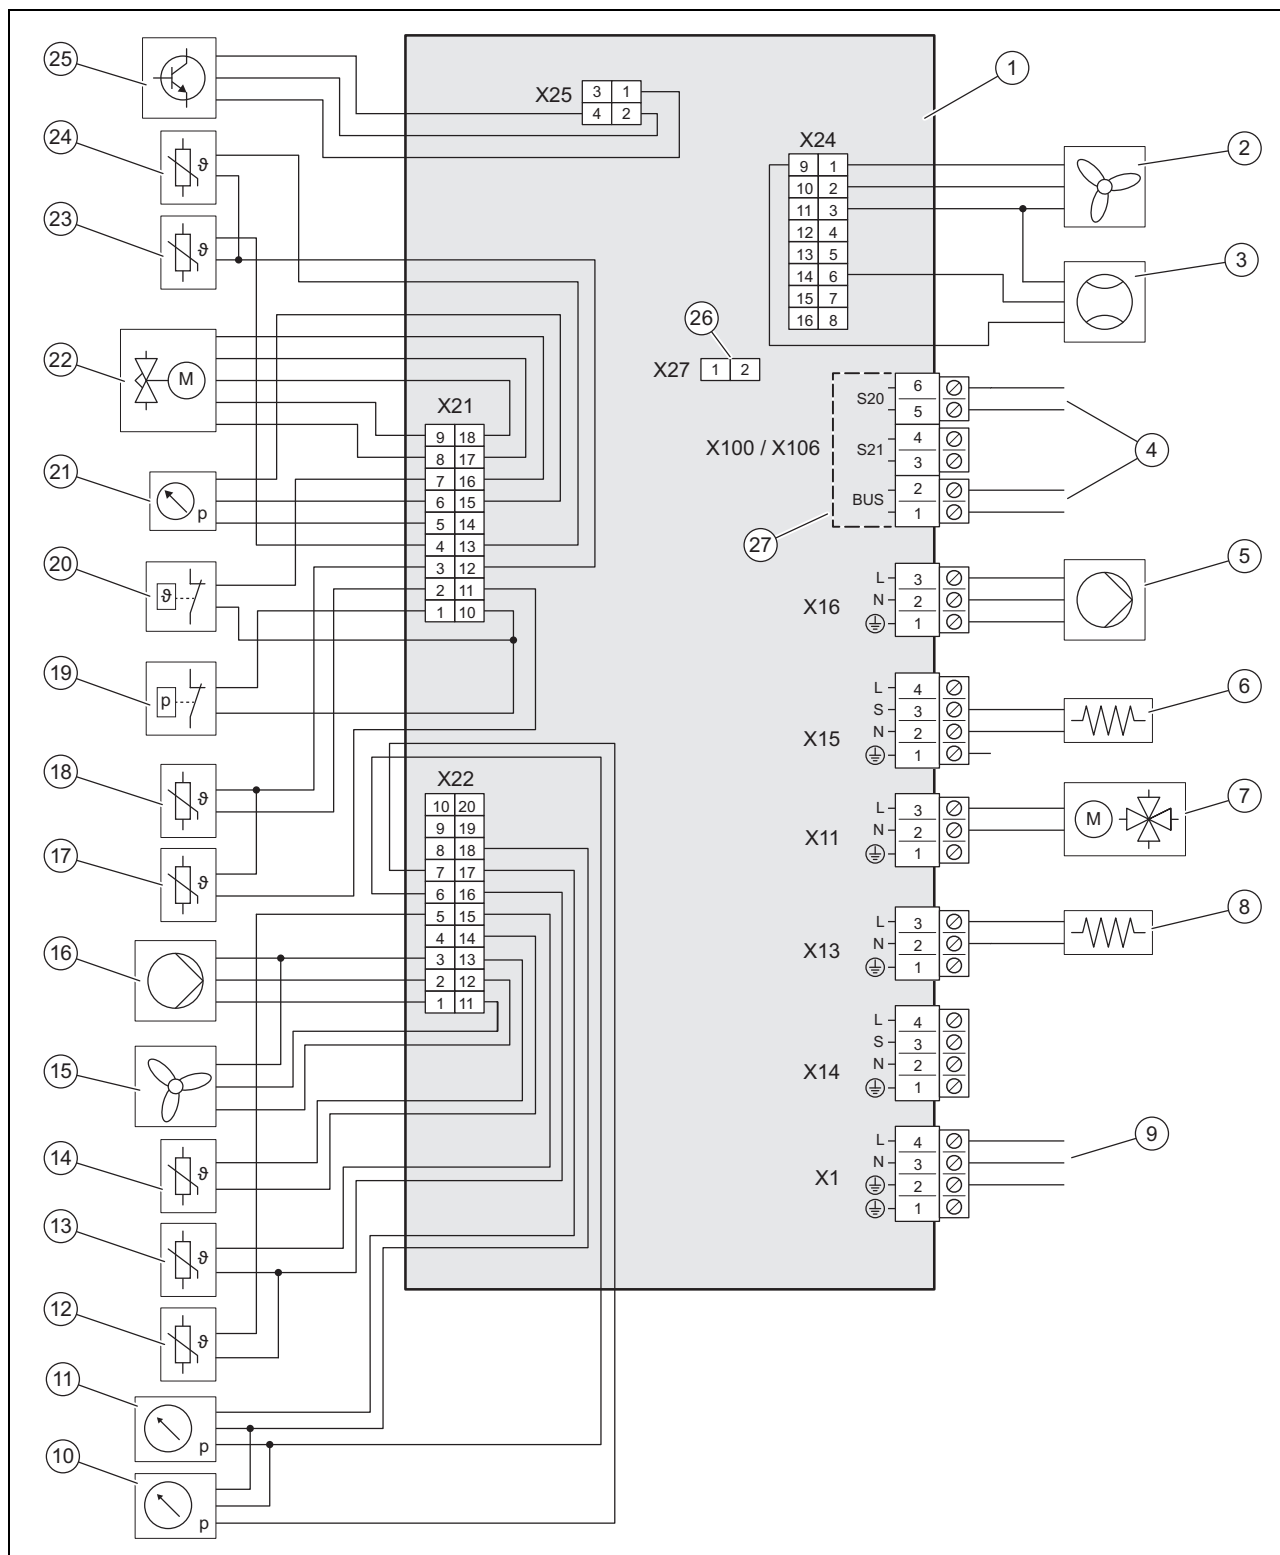 25
24
23
22
M
21
p
20
ϑ
19
p
18
ϑ
17
ϑ
16
15
14
ϑ
13
ϑ
12
ϑ
11
p
10
p
ϑ
ϑ
X25
3 1
4 2
X24
9 1
10 2
11 3
12 4
13 5
14 6
15 7
16 8
26
X27 1 2
X21
9 18
8 17
7 16
6 15
5 14
4 13
3 12
2 11
1 10
X22
10 20
9 19
8 18
7 17
6 16
5 15
4 14
3 13
2 12
1 11
1
2
3
X100 / X106
S20
6
5
S21
4
3
BUS
2
1
27
4
X16
L 3
N 2
1
5
X15
L 4
S 3
N 2
1
6
X11
L 3
N 2
1
M
7
X13
L 3
N 2
1
8
X14
L 4
S 3
N 2
1
X1
L 4
N 3
2
1
9